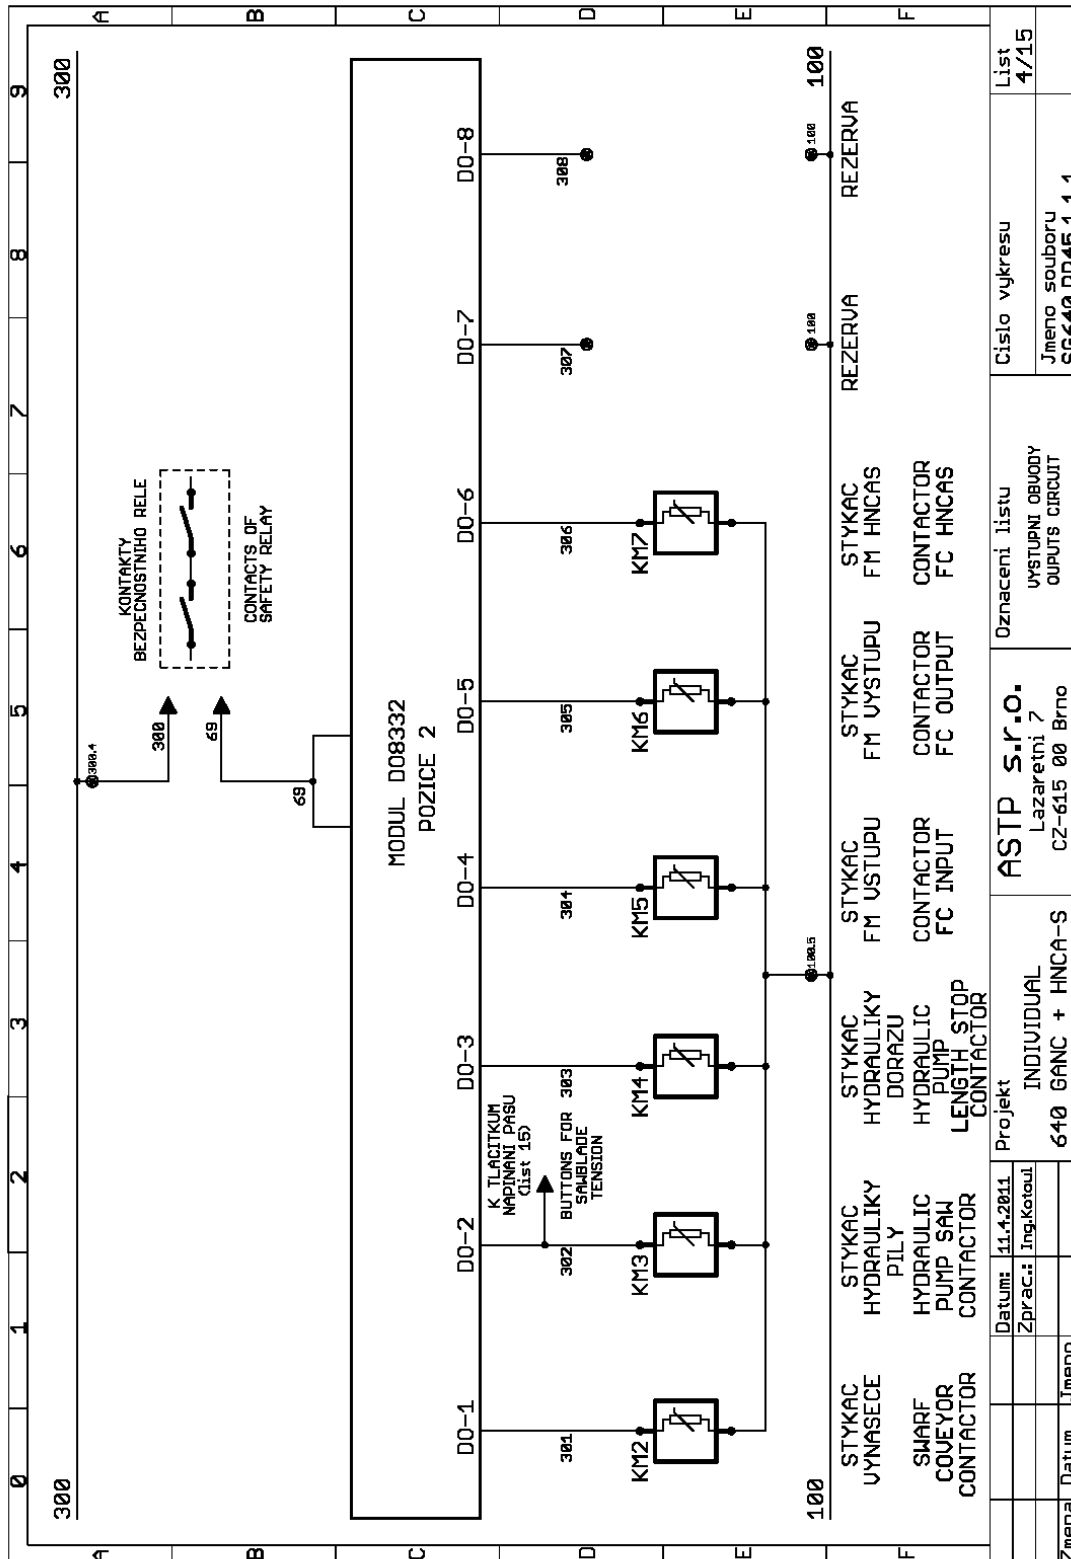 0 1 2 3 4 5 6 7 8 9
A A
B B
C C
D D
E E
F F
300 300
300.4
300
69
69
KONTAKTY
BEZPECNOSTNIHO RELE
CONTACTS OF
SAFETY RELAY
MODUL DO8332
POZICE 2
DO-1 DO-2 DO-3 DO-4 DO-5 DO-6 DO-7 DO-8
K TLACITKUM
NAPINANI PASU
(list 15)
BUTTONS FOR
SAWBLADE
TENSION
301 302 303 304 305 306 307 308
KM2 KM3 KM4 KM5 KM6 KM7
100.5
100 100
100 100
STYKAC
VYNASECE
SWARF
COVEYOR
CONTACTOR
STYKAC
HYDRAULIKY
PILY
HYDRAULIC
PUMP SAW
CONTACTOR
STYKAC
HYDRAULIKY
DORAZU
HYDRAULIC
PUMP
LENGTH STOP
CONTACTOR
STYKAC
FM VSTUPU
CONTACTOR
FC INPUT
STYKAC
FM VYSTUPU
CONTACTOR
FC OUTPUT
STYKAC
FM HNCAS
CONTACTOR
FC HNCAS
REZERVA
REZERVA
Zmena Datum Jmeno
Datum: 11.4.2011
Zprac.: Ing.Kotoul
Projekt
INDIVIDUAL
640 GANC + HNCA-S
ASTP s.r.o.
Lazaretni 7
CZ-615 00 Brno
Oznaceni listu
VYSTUPNI OBVODY
OUPUTS CIRCUIT
Cislo vykresu
Jmeno souboru
List
4/15